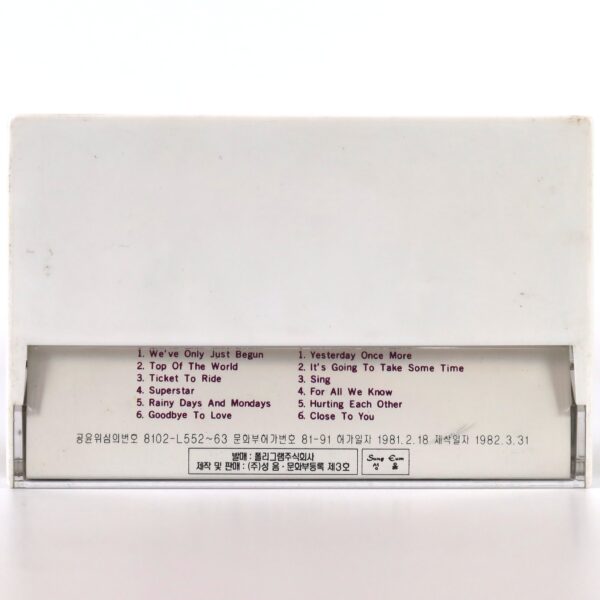 1. We've Only Just Begun
2. Top Of The World
3. Ticket To Ride
4. Superstar
5. Rainy Days And Mondays
6. Goodbye To Love
1. Yesterday Once More
2. It's Going To Take Some Time
3. Sing
4. For All We Know
5. Hurting Each Other
6. Close To You
공윤위심의번호 8102-L552~63 문화부허가번호 81-91 허가일자 1981.2.18 제작일자 1982.3.31
발매 : 폴리그램주식회사
제작 및 판매 : (주)성 음 · 문화부등록 제3호
Sung Eum
성 음